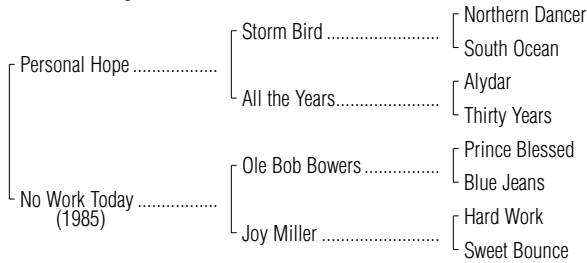 Northern Dancer
Storm Bird ........................
South Ocean
Personal Hope ..................
Alydar
All the Years......................
Thirty Years
Prince Blessed
Ole Bob Bowers ................
Blue Jeans
No Work Today .................
(1985)
Hard Work
Joy Miller .........................
Sweet Bounce